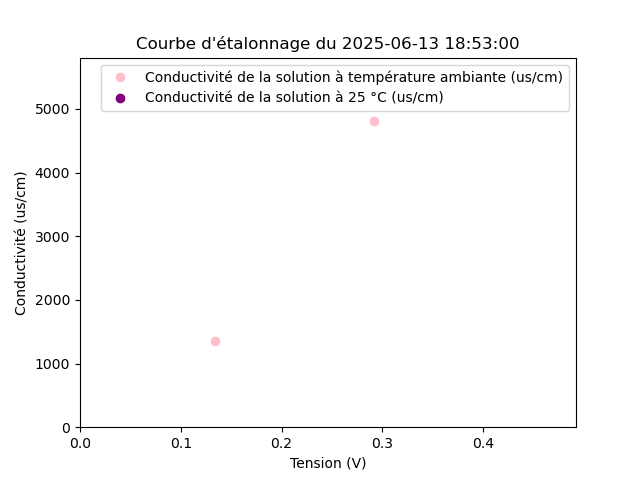 Courbe d'étalonnage du 2025-06-13 18:53:00
Conductivité de la solution à température ambiante (us/cm)
Conductivité de la solution à 25 °C (us/cm)
Conductivité (us/cm)
5000
4000
3000
2000
1000
0
0.0 0.1 0.2 0.3 0.4
Tension (V)